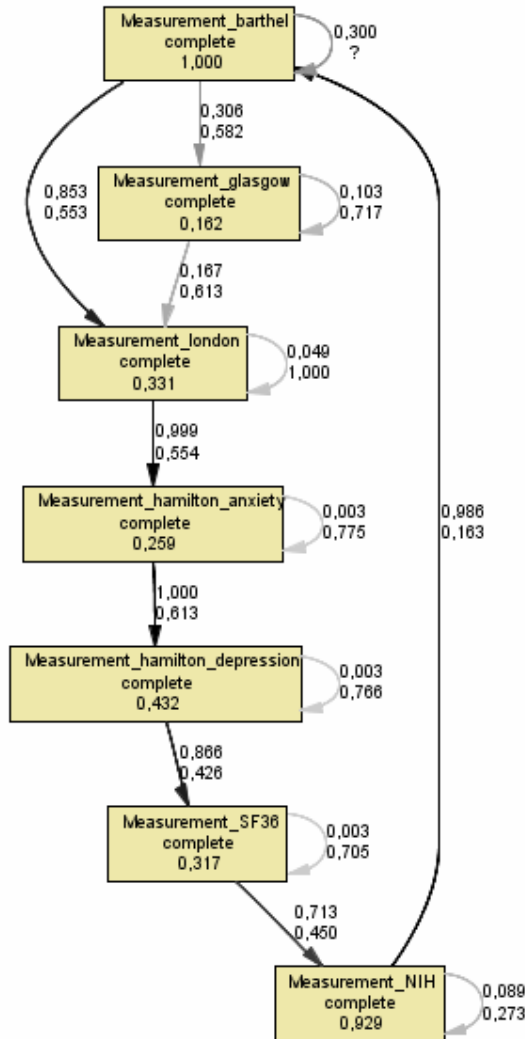 Measurement_barthel
complete
1,000
0,300
?
0,306
0,582
0,853
0,553
Measurement_glasgow
complete
0,162
0,103
0,717
0,167
0,613
Measurement_london
complete
0,331
0,049
1,000
0,999
0,554
Measurement_hamilton_anxiety
complete
0,259
0,003
0,775
0,986
0,163
1,000
0,613
Measurement_hamilton_depression
complete
0,432
0,003
0,766
0,866
0,426
Measurement_SF36
complete
0,317
0,003
0,705
0,713
0,450
Measurement_NIH
complete
0,929
0,089
0,273